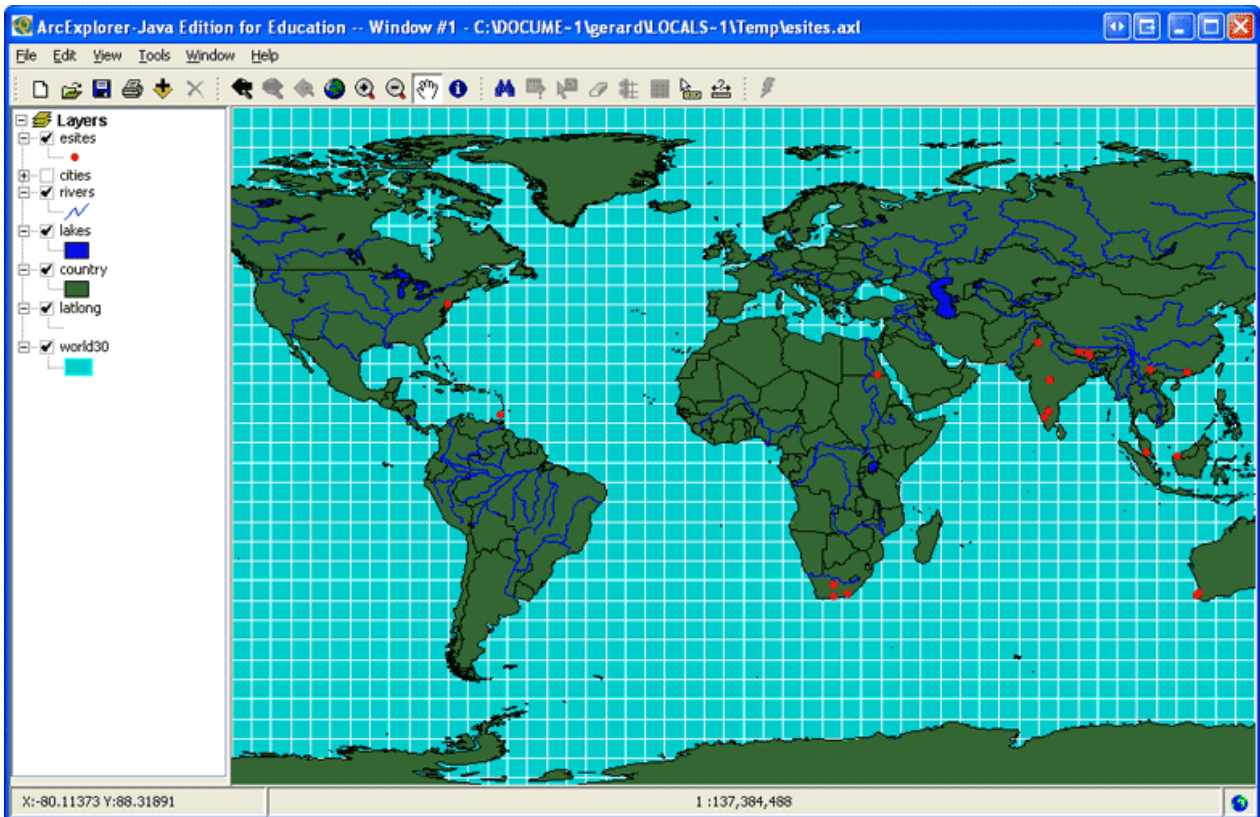 ArcExplorer-Java Edition for Education -- Window #1 - C:\DOCUME~1\gerard\LOCALS~1\Temp\esites.axl
File Edit View Tools Window Help
Layers
esites
cities
rivers
lakes
country
latlong
world30
X:-80.11373 Y:88.31891 1 :137,384,488